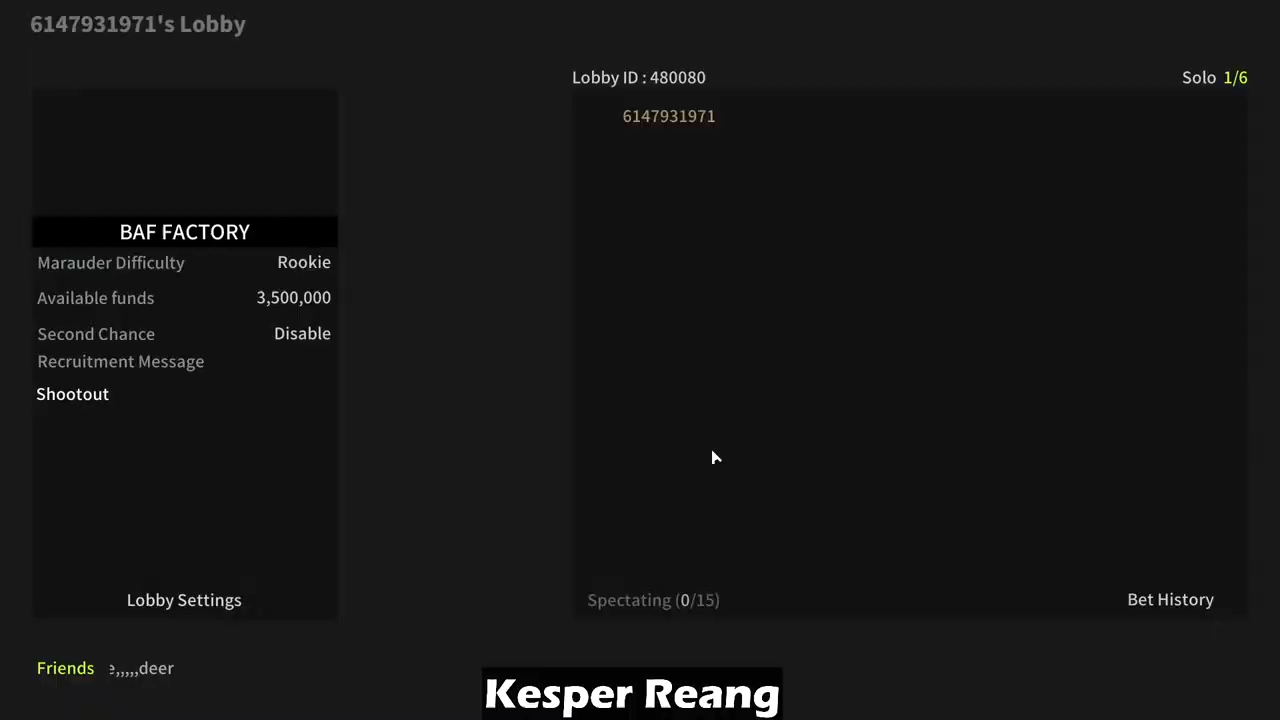 6147931971's Lobby
Lobby ID : 480080
Solo 1/6
6147931971
BAF FACTORY
Marauder Difficulty Rookie
Available funds 3,500,000
Second Chance Disable
Recruitment Message
Shootout
Lobby Settings
Spectating (0/15)
Bet History
Friends e,,,,,deer
Kesper Reang